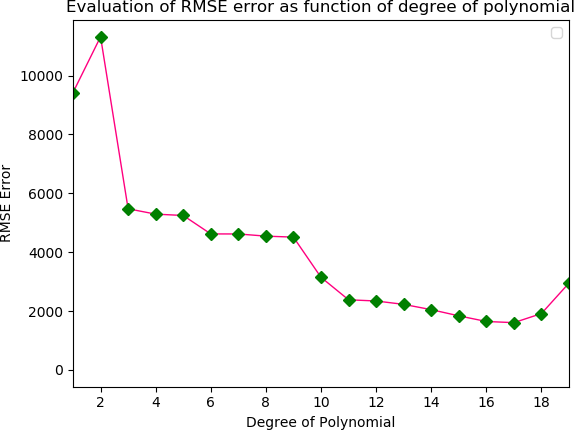 Evaluation of RMSE error as function of degree of polynomial
10000
8000
6000
4000
2000
0
RMSE Error
2 4 6 8 10 12 14 16 18
Degree of Polynomial